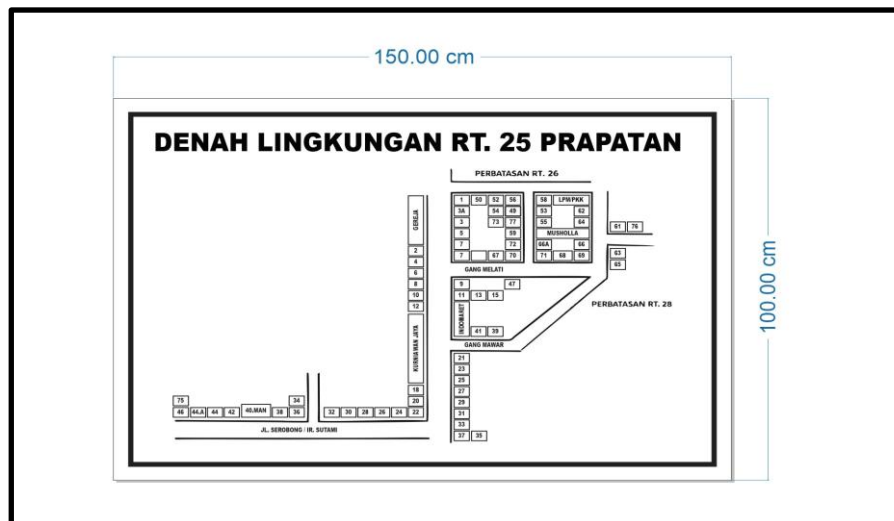 150.00 cm
100.00 cm
DENAH LINGKUNGAN RT. 25 PRAPATAN
PERBATASAN RT. 26
1 50 52 56
3A 54 49
3 73 77
5 59
7 72
7 67 70
58 LPM/PKK
53 62
55 64
MUSHOLLA
66A 66
71 68 69
61 76
63
65
GANG MELATI
PERBATASAN RT. 28
9 47
11 13 15
INDOMARET
41 39
GANG MAWAR
21
23
25
27
29
31
33
37 35
GEREJA
2
4
6
8
10
12
KURNIAWAN JAYA
18
20
75 34
46 44.A 44 42 40.MAN 38 36 32 30 28 26 24 22
JL. SEROBONG / IR. SUTAMI